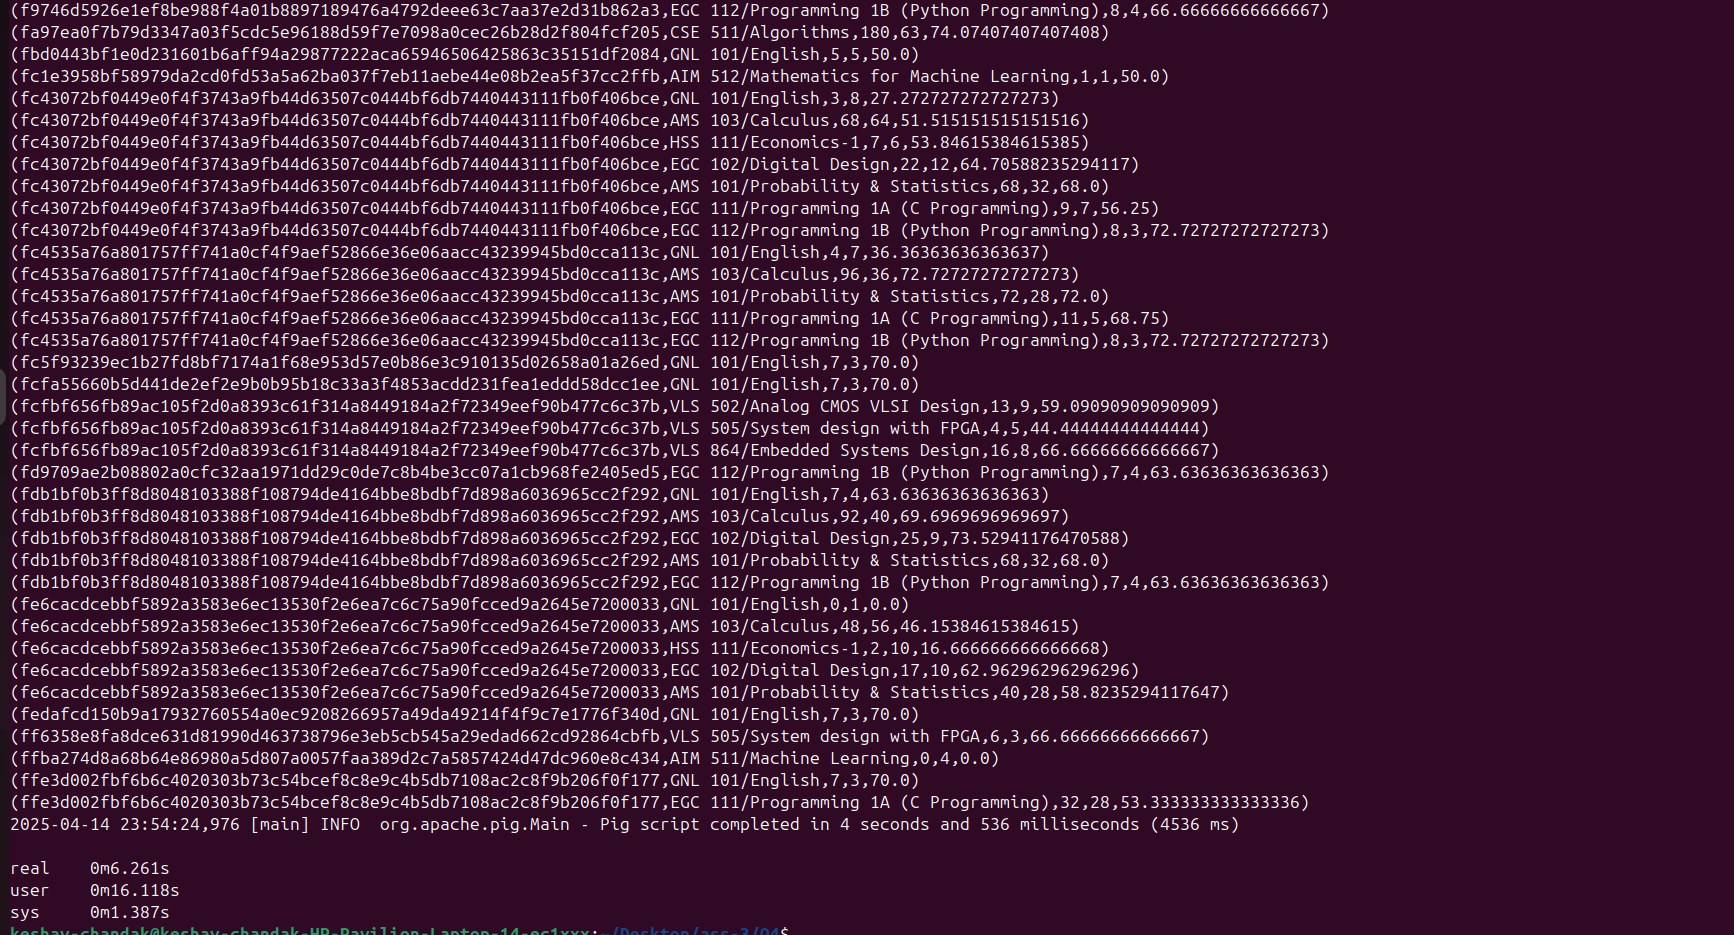 (f9746d5926e1ef8be988f4a01b8897189476a4792deee63c7aa37e2d31b862a3,EGC 112/Programming 1B (Python Programming),8,4,66.66666666666667)
(fa97ea0f7b79d3347a03f5cdc5e96188d59f7e7098a0cec26b28d2f804fcf205,CSE 511/Algorithms,180,63,74.07407407407408)
(fbd0443bf1e0d231601b6aff94a29877222aca65946506425863c35151df2084,GNL 101/English,5,5,50.0)
(fc1e3958bf58979da2cd0fd53a5a62ba037f7eb11aebe44e08b2ea5f37cc2ffb,AIM 512/Mathematics for Machine Learning,1,1,50.0)
(fc43072bf0449e0f4f3743a9fb44d63507c0444bf6db7440443111fb0f406bce,GNL 101/English,3,8,27.272727272727273)
(fc43072bf0449e0f4f3743a9fb44d63507c0444bf6db7440443111fb0f406bce,AMS 103/Calculus,68,64,51.515151515151516)
(fc43072bf0449e0f4f3743a9fb44d63507c0444bf6db7440443111fb0f406bce,HSS 111/Economics-1,7,6,53.84615384615385)
(fc43072bf0449e0f4f3743a9fb44d63507c0444bf6db7440443111fb0f406bce,EGC 102/Digital Design,22,12,64.70588235294117)
(fc43072bf0449e0f4f3743a9fb44d63507c0444bf6db7440443111fb0f406bce,AMS 101/Probability & Statistics,68,32,68.0)
(fc43072bf0449e0f4f3743a9fb44d63507c0444bf6db7440443111fb0f406bce,EGC 111/Programming 1A (C Programming),9,7,56.25)
(fc43072bf0449e0f4f3743a9fb44d63507c0444bf6db7440443111fb0f406bce,EGC 112/Programming 1B (Python Programming),8,3,72.72727272727273)
(fc4535a76a801757ff741a0cf4f9aef52866e36e06aacc43239945bd0cca113c,GNL 101/English,4,7,36.36363636363637)
(fc4535a76a801757ff741a0cf4f9aef52866e36e06aacc43239945bd0cca113c,AMS 103/Calculus,96,36,72.72727272727273)
(fc4535a76a801757ff741a0cf4f9aef52866e36e06aacc43239945bd0cca113c,AMS 101/Probability & Statistics,72,28,72.0)
(fc4535a76a801757ff741a0cf4f9aef52866e36e06aacc43239945bd0cca113c,EGC 111/Programming 1A (C Programming),11,5,68.75)
(fc4535a76a801757ff741a0cf4f9aef52866e36e06aacc43239945bd0cca113c,EGC 112/Programming 1B (Python Programming),8,3,72.72727272727273)
(fc5f93239ec1b27fd8bf7174a1f68e953d57e0b86e3c910135d02658a01a26ed,GNL 101/English,7,3,70.0)
(fcfa55660b5d441de2ef2e9b0b95b18c33a3f4853acdd231fea1eddd58dcc1ee,GNL 101/English,7,3,70.0)
(fcfbf656fb89ac105f2d0a8393c61f314a8449184a2f72349eef90b477c6c37b,VLS 502/Analog CMOS VLSI Design,13,9,59.09090909090909)
(fcfbf656fb89ac105f2d0a8393c61f314a8449184a2f72349eef90b477c6c37b,VLS 505/System design with FPGA,4,5,44.44444444444444)
(fcfbf656fb89ac105f2d0a8393c61f314a8449184a2f72349eef90b477c6c37b,VLS 864/Embedded Systems Design,16,8,66.66666666666667)
(fd9709ae2b08802a0cfc32aa1971dd29c0de7c8b4be3cc07a1cb968fe2405ed5,EGC 112/Programming 1B (Python Programming),7,4,63.63636363636363)
(fdb1bf0b3ff8d8048103388f108794de4164bbe8bdbf7d898a6036965cc2f292,GNL 101/English,7,4,63.63636363636363)
(fdb1bf0b3ff8d8048103388f108794de4164bbe8bdbf7d898a6036965cc2f292,AMS 103/Calculus,92,40,69.6969696969697)
(fdb1bf0b3ff8d8048103388f108794de4164bbe8bdbf7d898a6036965cc2f292,EGC 102/Digital Design,25,9,73.52941176470588)
(fdb1bf0b3ff8d8048103388f108794de4164bbe8bdbf7d898a6036965cc2f292,AMS 101/Probability & Statistics,68,32,68.0)
(fdb1bf0b3ff8d8048103388f108794de4164bbe8bdbf7d898a6036965cc2f292,EGC 112/Programming 1B (Python Programming),7,4,63.63636363636363)
(fe6cacdcebbf5892a3583e6ec13530f2e6ea7c6c75a90fcced9a2645e7200033,GNL 101/English,0,1,0.0)
(fe6cacdcebbf5892a3583e6ec13530f2e6ea7c6c75a90fcced9a2645e7200033,AMS 103/Calculus,48,56,46.15384615384615)
(fe6cacdcebbf5892a3583e6ec13530f2e6ea7c6c75a90fcced9a2645e7200033,HSS 111/Economics-1,2,10,16.666666666666668)
(fe6cacdcebbf5892a3583e6ec13530f2e6ea7c6c75a90fcced9a2645e7200033,EGC 102/Digital Design,17,10,62.96296296296296)
(fe6cacdcebbf5892a3583e6ec13530f2e6ea7c6c75a90fcced9a2645e7200033,AMS 101/Probability & Statistics,40,28,58.8235294117647)
(fedafcd150b9a17932760554a0ec9208266957a49da49214f4f9c7e1776f340d,GNL 101/English,7,3,70.0)
(ff6358e8fa8dce631d81990d463738796e3eb5cb545a29edad662cd92864cbfb,VLS 505/System design with FPGA,6,3,66.66666666666667)
(ffba274d8a68b64e86980a5d807a0057faa389d2c7a5857424d47dc960e8c434,AIM 511/Machine Learning,0,4,0.0)
(ffe3d002fbf6b6c4020303b73c54bcef8c8e9c4b5db7108ac2c8f9b206f0f177,GNL 101/English,7,3,70.0)
(ffe3d002fbf6b6c4020303b73c54bcef8c8e9c4b5db7108ac2c8f9b206f0f177,EGC 111/Programming 1A (C Programming),32,28,53.333333333333336)
2025-04-14 23:54:24,976 [main] INFO  org.apache.pig.Main - Pig script completed in 4 seconds and 536 milliseconds (4536 ms)
real    0m6.261s
user    0m16.118s
sys     0m1.387s
keshav-chandak@keshav-chandak-HP-Pavilion-Laptop-14-ec1xxx:~/Desktop/ass-3/Q4$